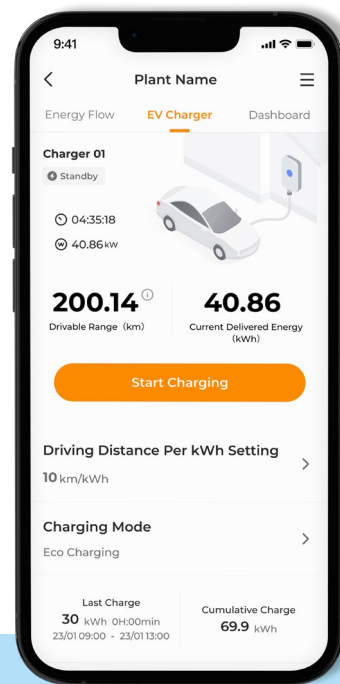 9:41
Plant Name
Energy Flow EV Charger Dashboard
Charger 01
Standby
04:35:18
40.86 kW
200.14 40.86
Drivable Range (km) Current Delivered Energy
(kWh)
Start Charging
Driving Distance Per kWh Setting
10 km/kWh
Charging Mode
Eco Charging
Last Charge Cumulative Charge
30 kWh 0H:00min 69.9 kWh
23/01 09:00 - 23/01 13:00